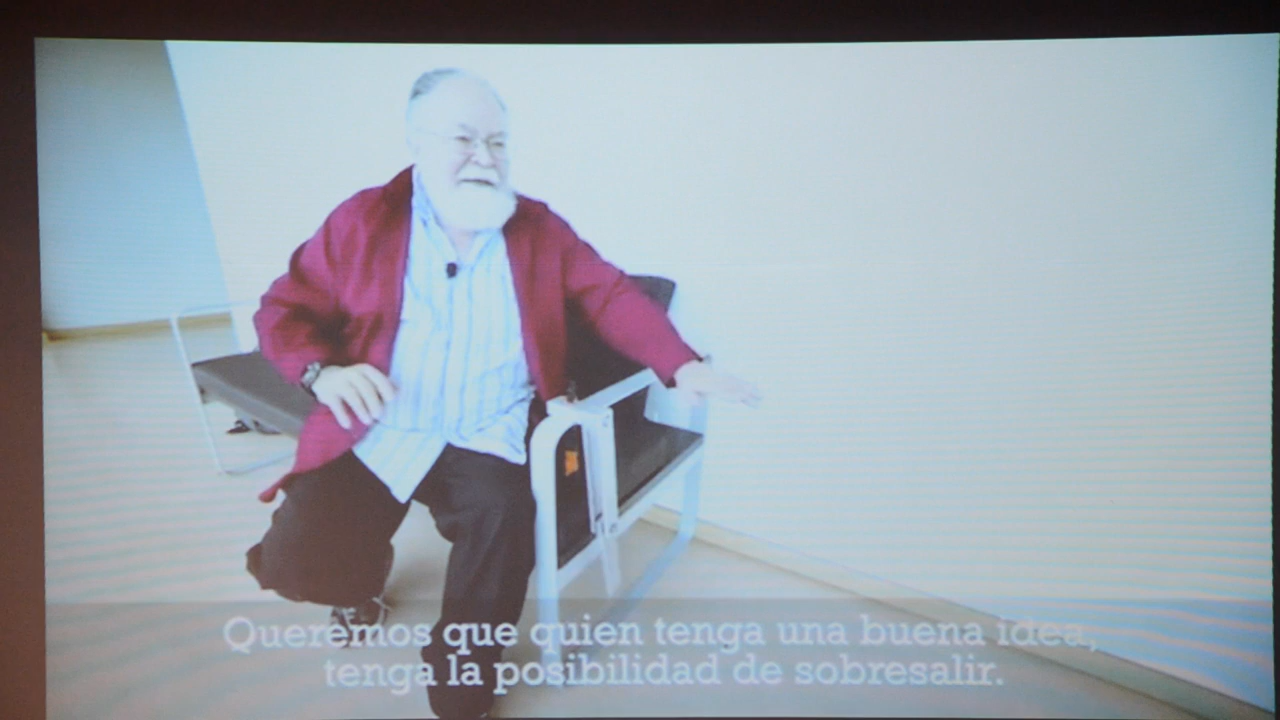 Queremos que quien tenga una buena idea,
tenga la posibilidad de sobresalir.